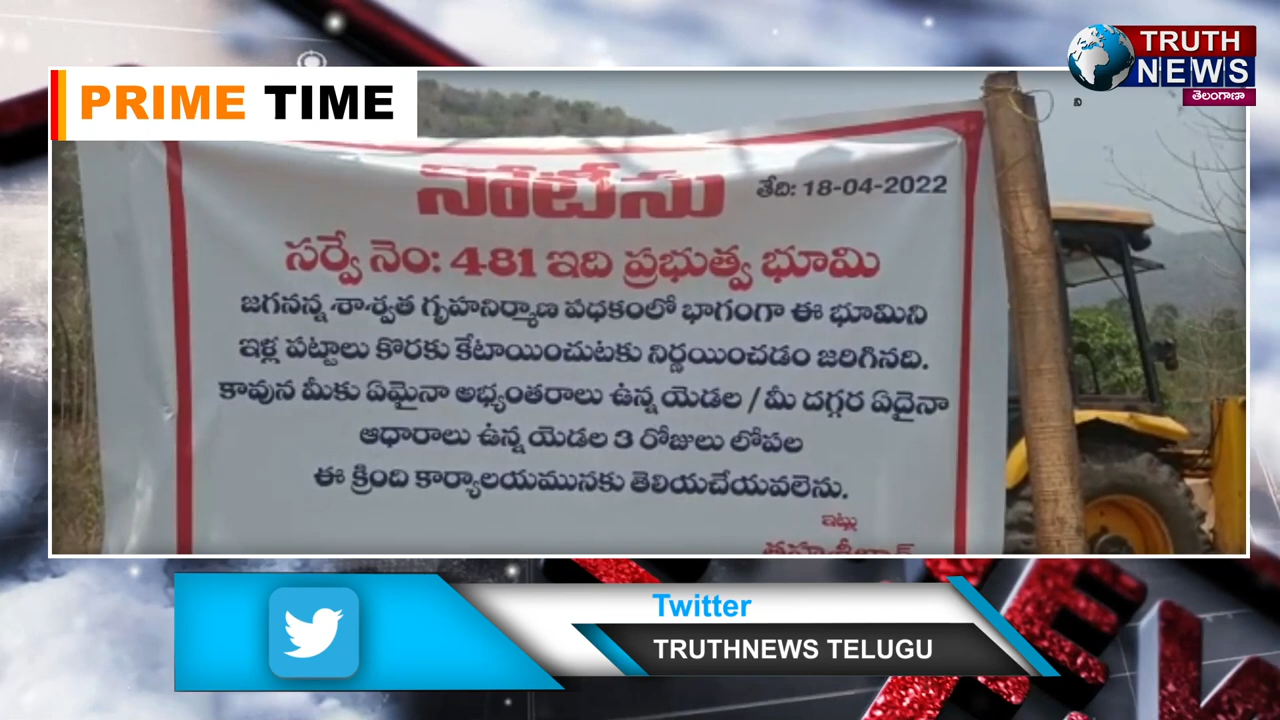 PRIME TIME
TRUTH
NEWS
తెలంగాణా
నోటీసు
తేది: 18-04-2022
సర్వే నెం: 481 ఇది ప్రభుత్వ భూమి
జగనన్న శాశ్వత గృహనిర్మాణ పధకంలో భాగంగా ఈ భూమిని
ఇళ్ల పట్టాలు కొరకు కేటాయించుటకు నిర్ణయించడం జరిగినది.
కావున మీకు ఏమైనా అభ్యంతరాలు ఉన్న యెడల / మీ దగ్గర ఏదైనా
ఆధారాలు ఉన్న యెడల 3 రోజులు లోపల
ఈ క్రింది కార్యాలయమునకు తెలియచేయవలెను.
ఇట్లు
Twitter
TRUTHNEWS TELUGU